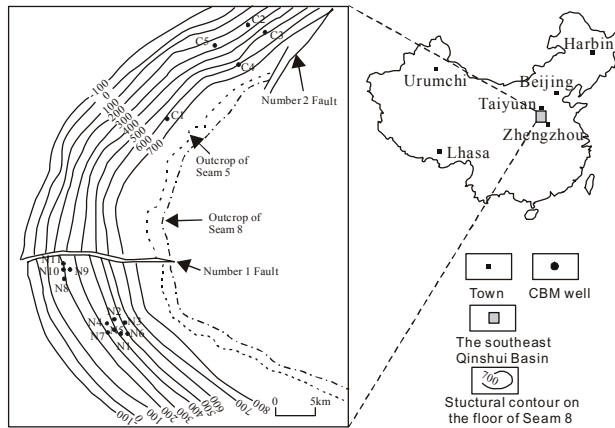 C2
C3
C5
C4
-100
0
100
200
300
400
500
600
700
C1
Number 2 Fault
Outcrop of
Seam 5
Outcrop of
Seam 8
Number 1 Fault
N11
N10
N9
N8
N2
N4
N3
N5
N7
N6
N1
-100
0
100
200
300
400
500
600
700
800
0
5km
Harbin
Urumchi
Beijing
Taiyuan
Zhengzhou
Lhasa
Town
CBM well
The southeast
Qinshui Basin
700
Stuctural contour on
the floor of Seam 8